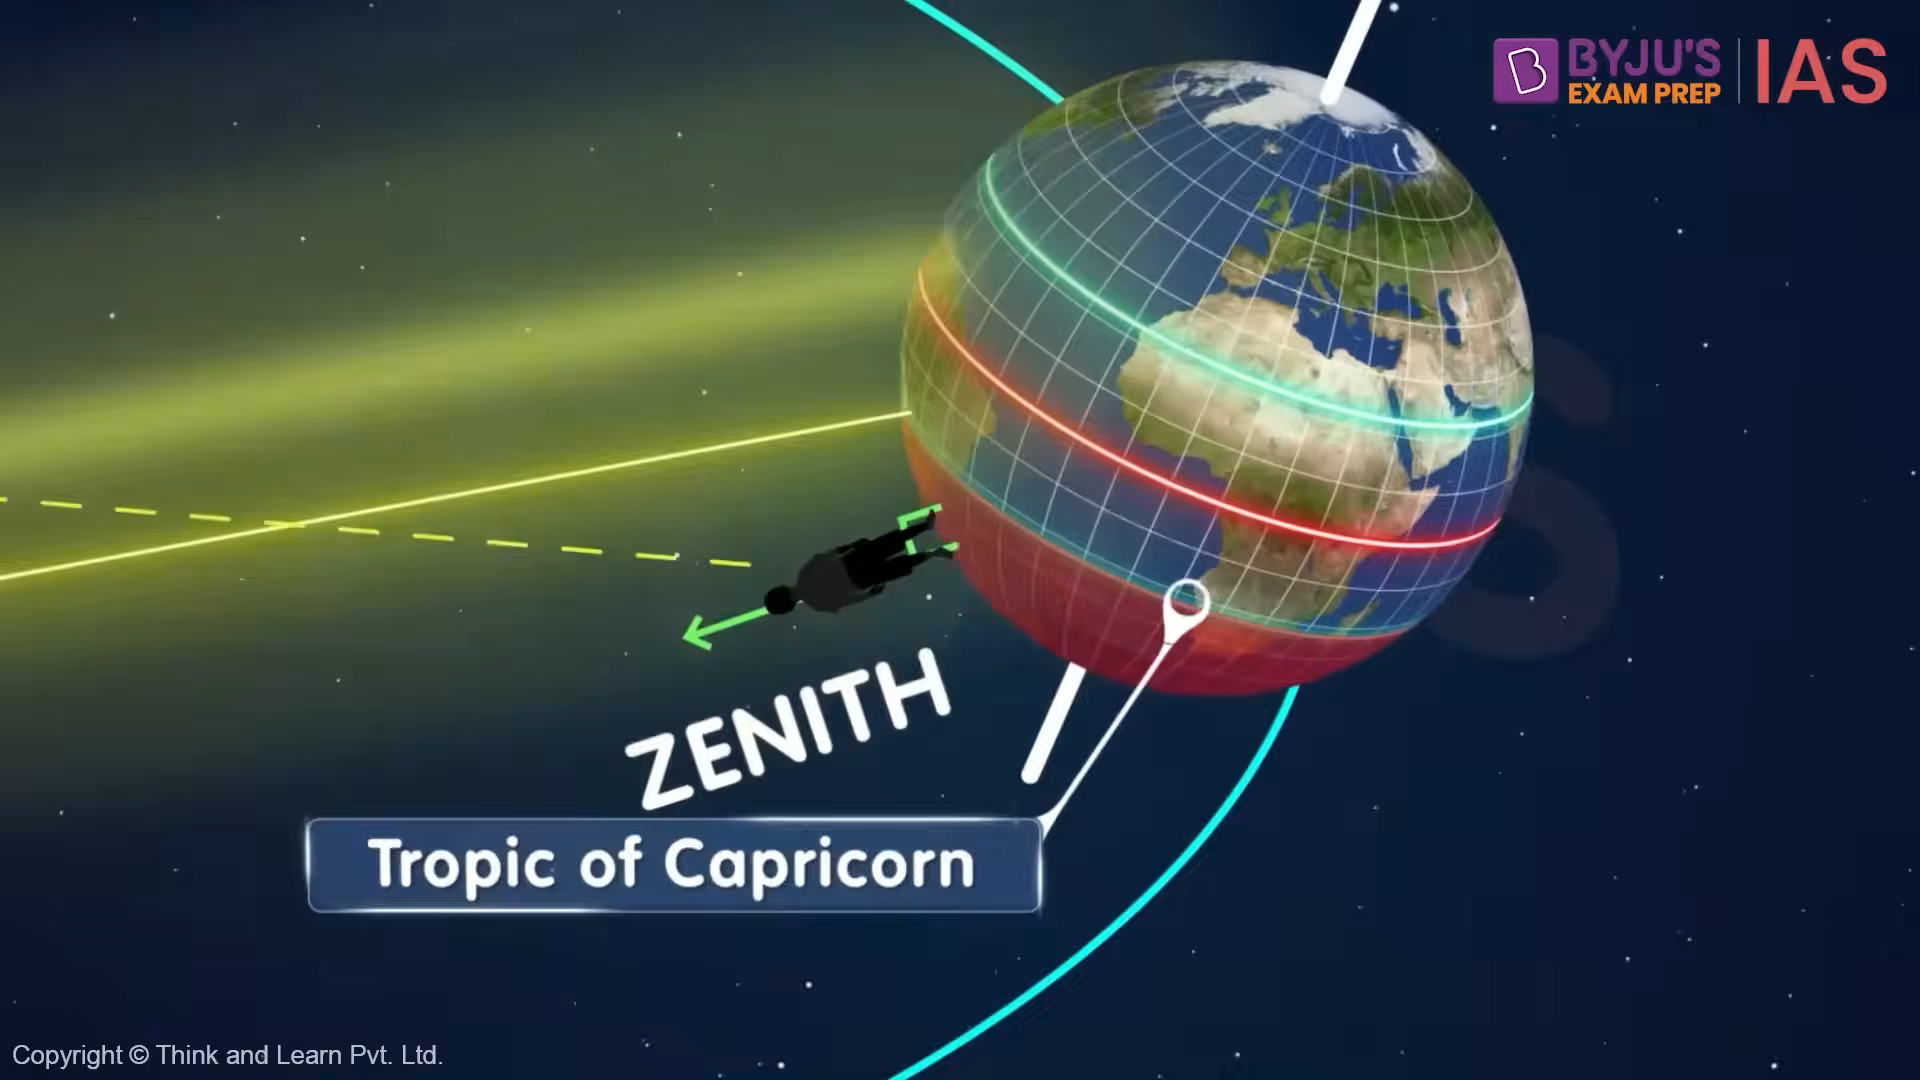 BYJU'S
EXAM PREP
IAS
ZENITH
Tropic of Capricorn
Copyright © Think and Learn Pvt. Ltd.